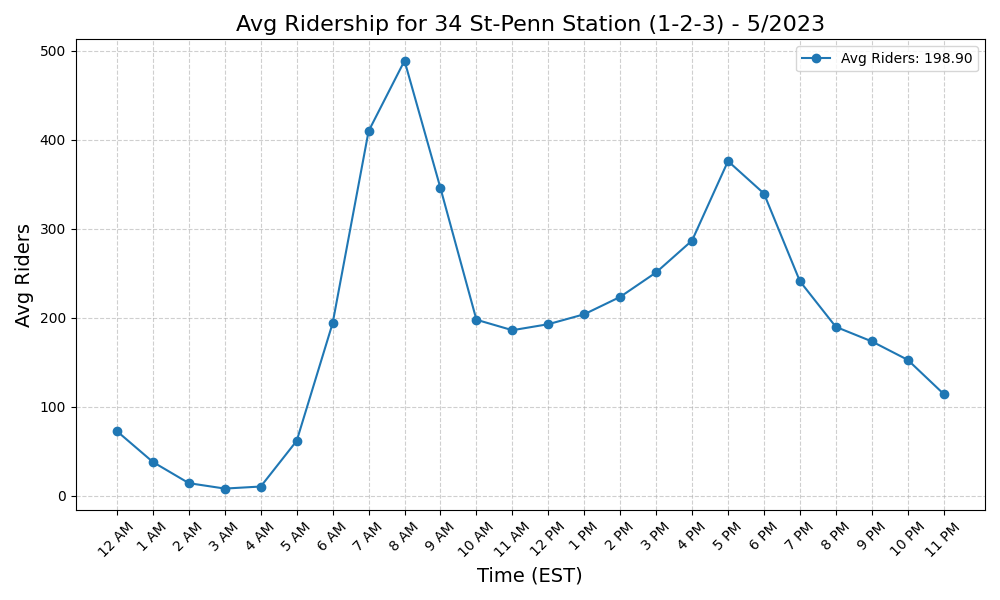 Avg Ridership for 34 St-Penn Station (1-2-3) - 5/2023
Avg Riders: 198.90
Avg Riders
500
400
300
200
100
0
12 AM
1 AM
2 AM
3 AM
4 AM
5 AM
6 AM
7 AM
8 AM
9 AM
10 AM
11 AM
12 PM
1 PM
2 PM
3 PM
4 PM
5 PM
6 PM
7 PM
8 PM
9 PM
10 PM
11 PM
Time (EST)